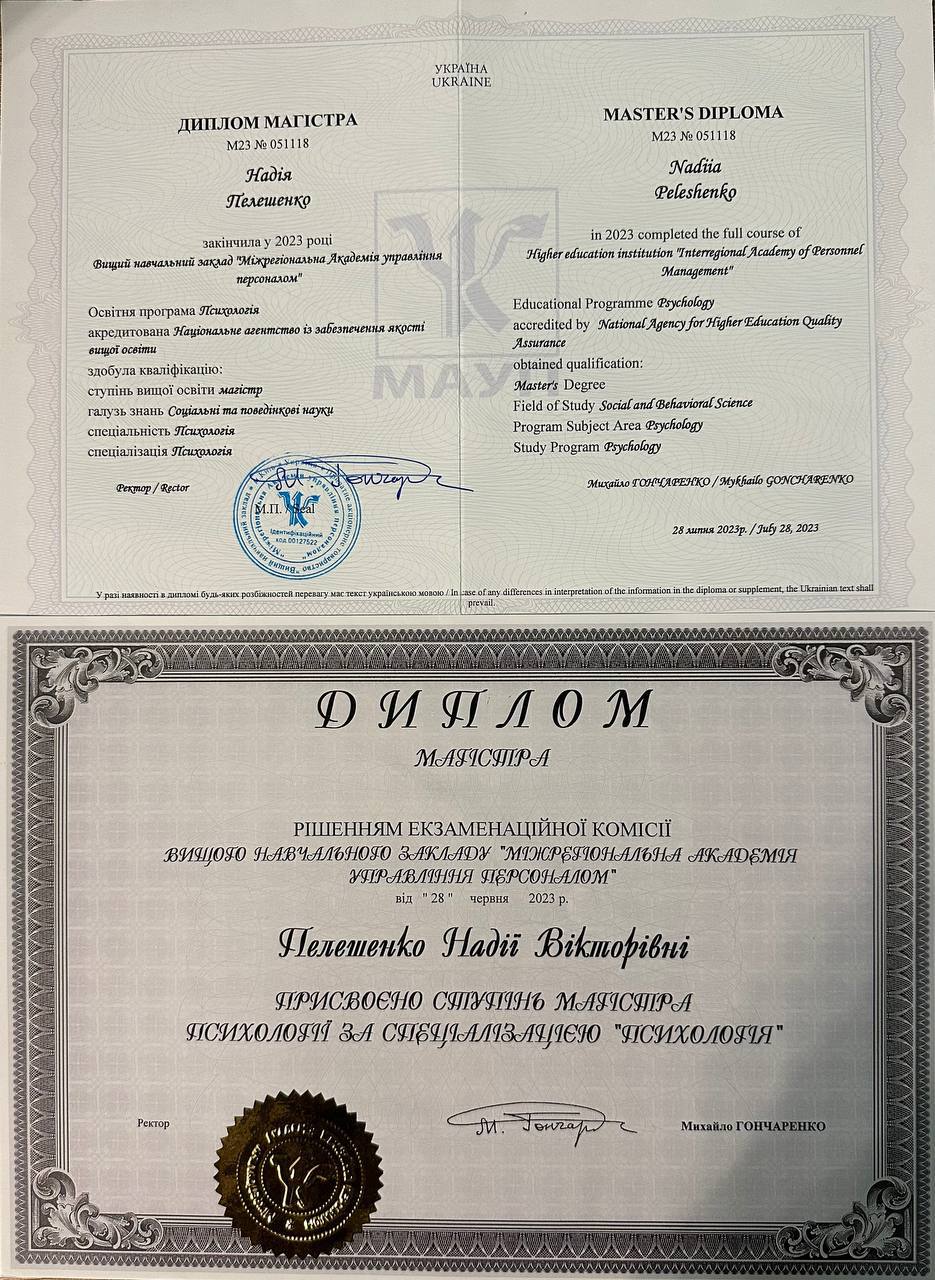 УКРАЇНА
UKRAINE
ДИПЛОМ МАГІСТРА
М23 № 051118
Надія
Пелешенко
закінчила у 2023 році
Вищий навчальний заклад "Міжрегіональна Академія управління
персоналом"
Освітня програма Психологія
акредитована Національне агентство із забезпечення якості
вищої освіти
здобула кваліфікацію:
ступінь вищої освіти магістр
галузь знань Соціальні та поведінкові науки
спеціальність Психологія
спеціалізація Психологія
Ректор / Rector
М.П. / Seal
Ідентифікаційний
код 00127522
MASTER'S DIPLOMA
М23 № 051118
Nadiia
Peleshenko
in 2023 completed the full course of
Higher education institution "Interregional Academy of Personnel
Management"
Educational Programme Psychology
accredited by National Agency for Higher Education Quality
Assurance
obtained qualification:
Master's Degree
Field of Study Social and Behavioral Science
Program Subject Area Psychology
Study Program Psychology
Михайло ГОНЧАРЕНКО / Mykhailo GONCHARENKO
28 липня 2023р. / July 28, 2023
МАУП
У разі наявності в дипломі будь-яких розбіжностей перевагу має текст українською мовою / In case of any differences in interpretation of the information in the diploma or supplement, the Ukrainian text shall
prevail.
ДИПЛОМ
МАГІСТРА
РІШЕННЯМ ЕКЗАМЕНАЦІЙНОЇ КОМІСІЇ
ВИЩОГО НАВЧАЛЬНОГО ЗАКЛАДУ "МІЖРЕГІОНАЛЬНА АКАДЕМІЯ
УПРАВЛІННЯ ПЕРСОНАЛОМ"
від "28" червня 2023 р.
Пелешенко Надії Вікторівні
ПРИСВОЄНО СТУПІНЬ МАГІСТРА
ПСИХОЛОГІЇ ЗА СПЕЦІАЛІЗАЦІЄЮ "ПСИХОЛОГІЯ"
Ректор
Михайло ГОНЧАРЕНКО